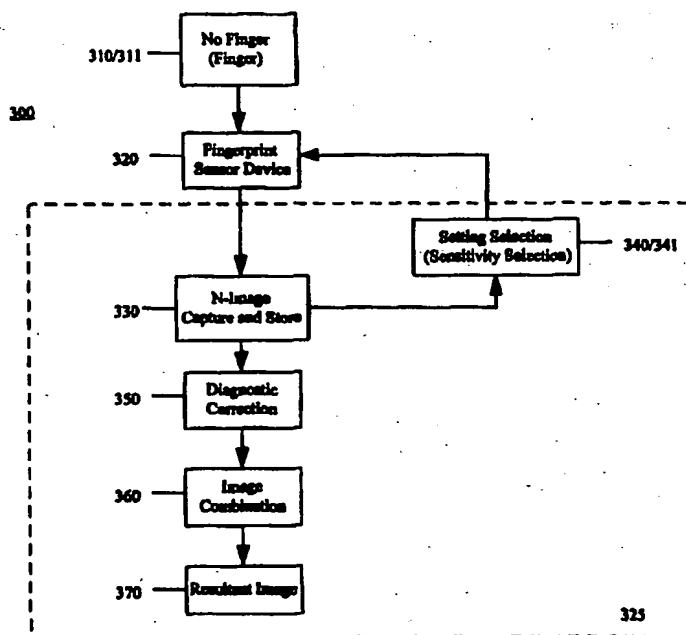 No Finger
(Finger)
310/311
300
Fingerprint
Sensor Device
320
Setting Selection
(Sensitivity Selection)
340/341
N-Image
Capture and Store
330
Diagnostic
Correction
350
Image
Combination
360
Resultant Image
370
325